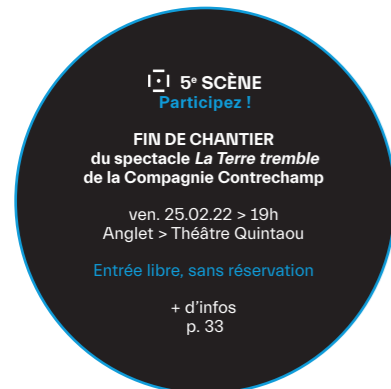 5e SCÈNE
Participez !
FIN DE CHANTIER
du spectacle La Terre tremble
de la Compagnie Contrechamp
ven. 25.02.22 > 19h
Anglet > Théâtre Quintaou
Entrée libre, sans réservation
+ d'infos
p. 33